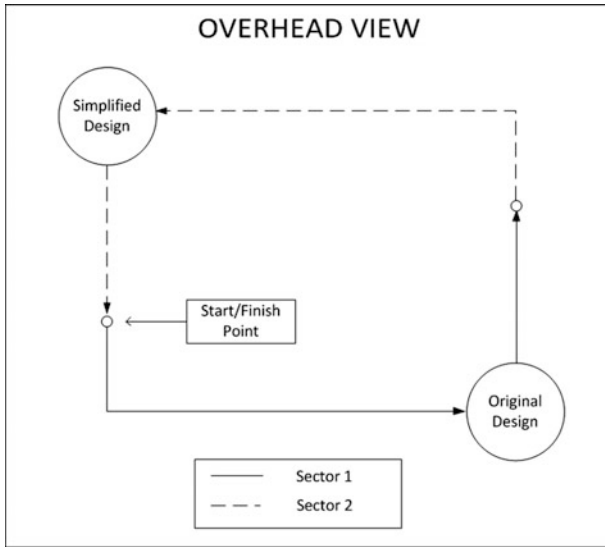 OVERHEAD VIEW
Simplified
Design
Start/Finish
Point
Original
Design
Sector 1
Sector 2